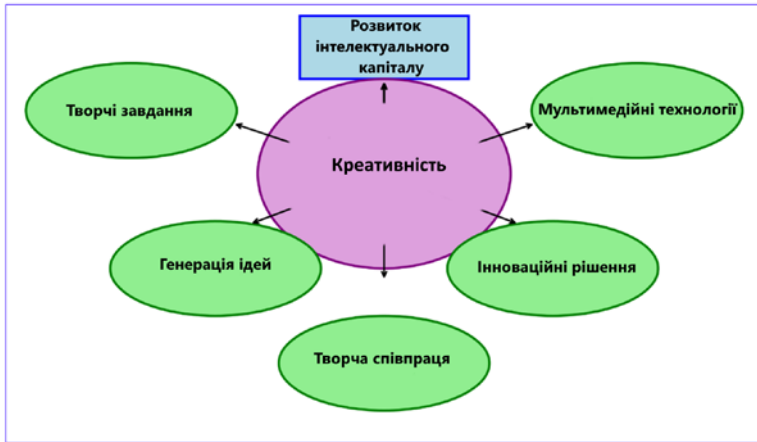 Розвиток
інтелектуального
капіталу
Творчі завдання
Мультимедійні технології
Креативність
Генерація ідей
Інноваційні рішення
Творча співпраця